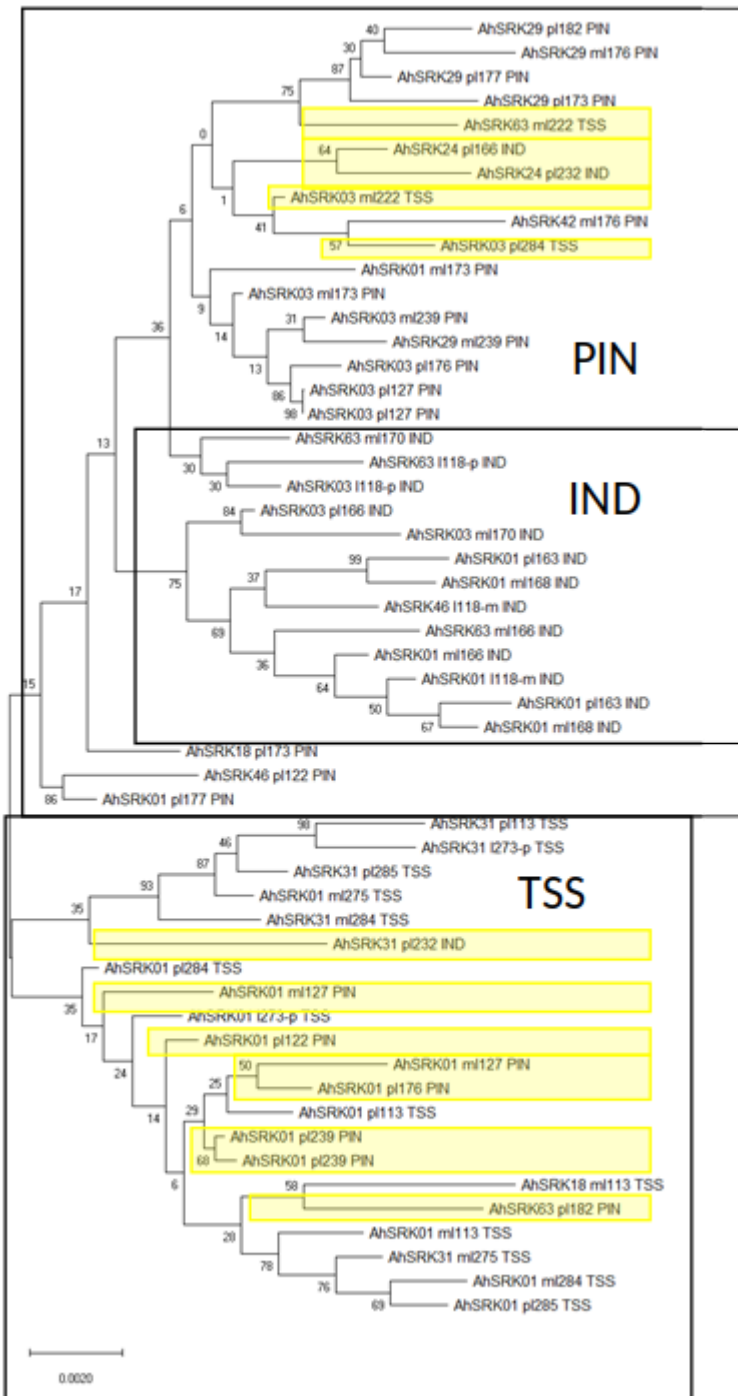 40
AhSRK29 pl182 PIN
30
AhSRK29 ml176 PIN
87
AhSRK29 pl177 PIN
75
AhSRK29 pl173 PIN
0
AhSRK63 ml222 TSS
64
AhSRK24 pl166 IND
AhSRK24 pl232 IND
6
1
AhSRK03 ml222 TSS
41
AhSRK42 ml176 PIN
57
AhSRK03 pl284 TSS
AhSRK01 ml173 PIN
9
AhSRK03 ml173 PIN
36
14
31
AhSRK03 ml239 PIN
AhSRK29 ml239 PIN
13
AhSRK03 pl176 PIN
PIN
86
AhSRK03 pl127 PIN
98
AhSRK03 pl127 PIN
13
AhSRK63 ml170 IND
30
AhSRK63 l118-p IND
30
AhSRK03 l118-p IND
IND
84
AhSRK03 pl166 IND
AhSRK03 ml170 IND
99
AhSRK01 pl163 IND
75
37
AhSRK01 ml168 IND
17
AhSRK46 l118-m IND
69
AhSRK63 ml166 IND
36
AhSRK01 ml166 IND
64
AhSRK01 l118-m IND
15
50
AhSRK01 pl163 IND
67
AhSRK01 ml168 IND
AhSRK18 pl173 PIN
AhSRK46 pl122 PIN
86
AhSRK01 pl177 PIN
98
AhSRK31 pl113 TSS
46
AhSRK31 l273-p TSS
87
AhSRK31 pl285 TSS
93
AhSRK01 ml275 TSS
TSS
35
AhSRK31 ml284 TSS
AhSRK31 pl232 IND
AhSRK01 pl284 TSS
35
AhSRK01 ml127 PIN
17
AhSRK01 l273-p TSS
AhSRK01 pl122 PIN
24
50
AhSRK01 ml127 PIN
25
AhSRK01 pl176 PIN
14
29
AhSRK01 pl113 TSS
AhSRK01 pl239 PIN
68
AhSRK01 pl239 PIN
6
58
AhSRK18 ml113 TSS
AhSRK63 pl182 PIN
28
AhSRK01 ml113 TSS
78
AhSRK31 ml275 TSS
76
AhSRK01 ml284 TSS
69
AhSRK01 pl285 TSS
0.0020